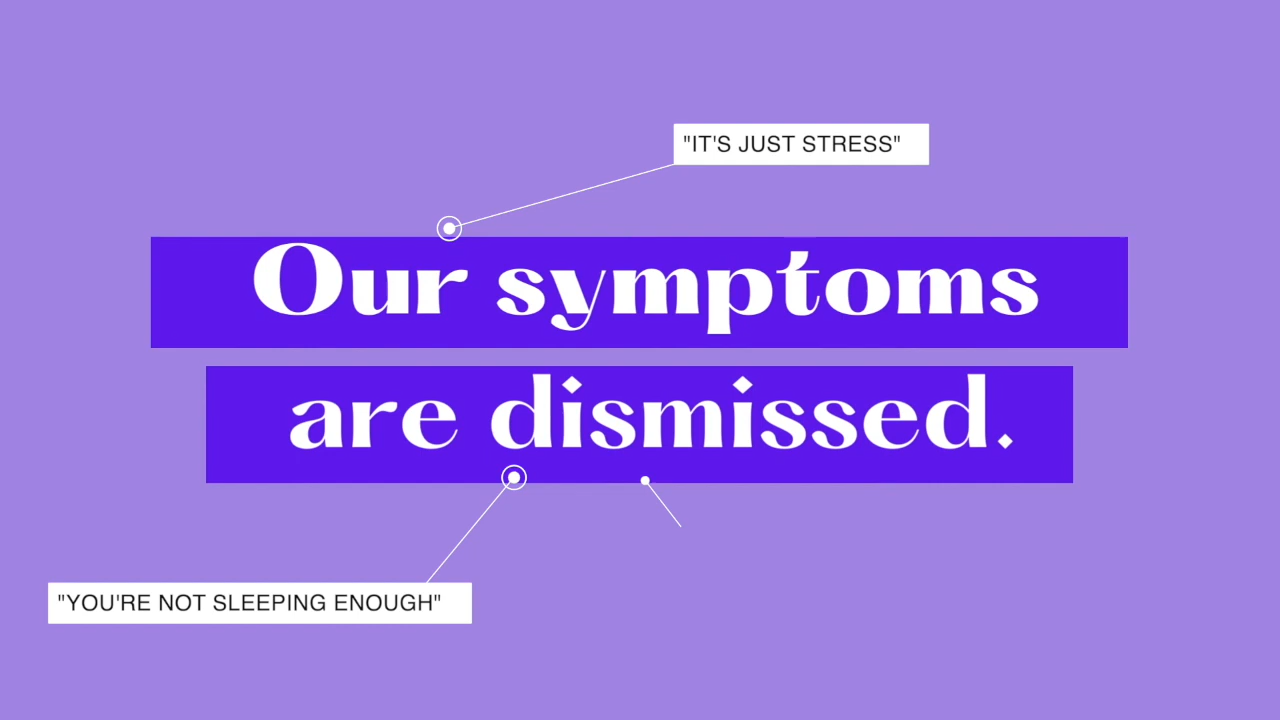 "IT'S JUST STRESS"
Our symptoms
are dismissed.
"YOU'RE NOT SLEEPING ENOUGH"